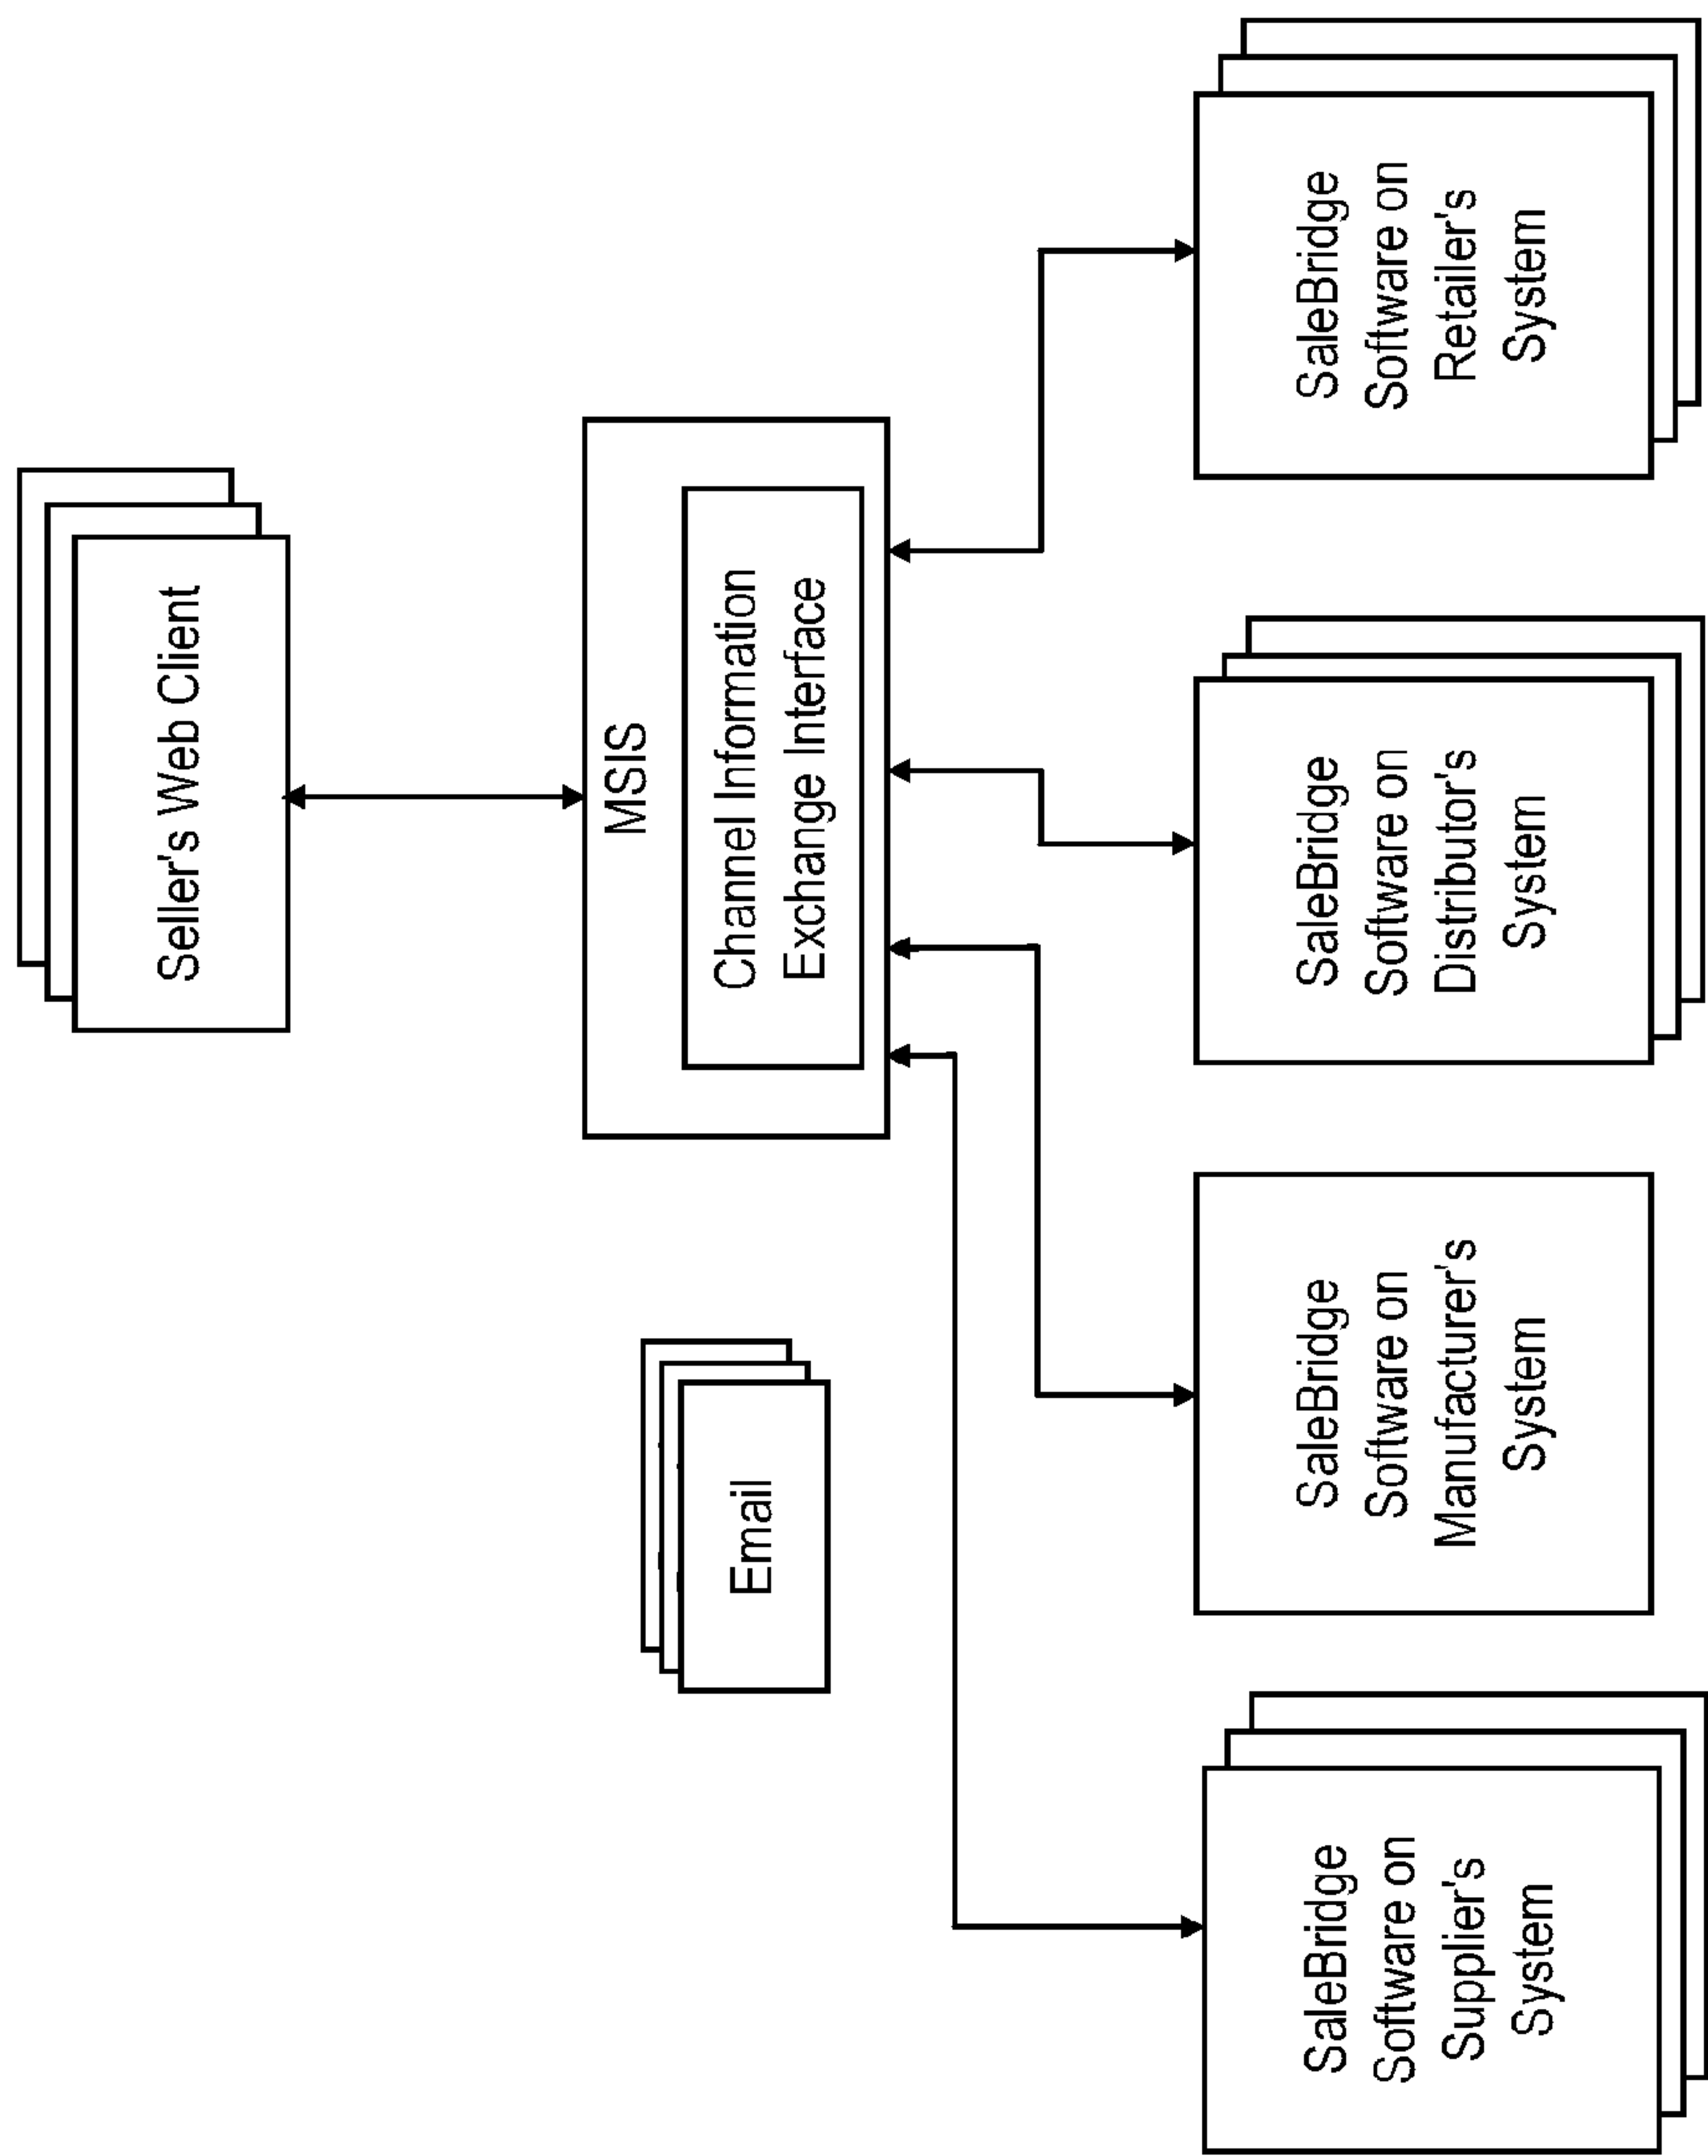 Seller's Web Client
MSIS
Channel Information
Exchange Interface
Email
SaleBridge
Software on
Supplier's
System
SaleBridge
Software on
Manufacturer's
System
SaleBridge
Software on
Distributor's
System
SaleBridge
Software on
Retailer's
System